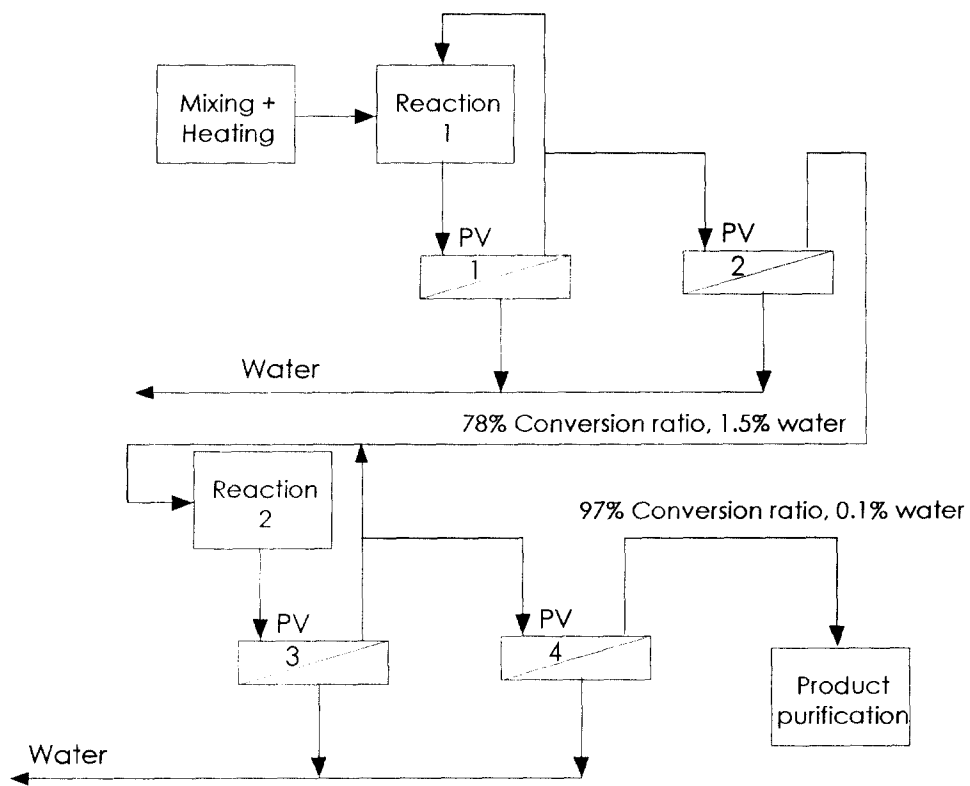 Mixing +
Heating
Reaction
1
PV
1
PV
2
Water
78% Conversion ratio, 1.5% water
Reaction
2
97% Conversion ratio, 0.1% water
PV
3
PV
4
Product
purification
Water